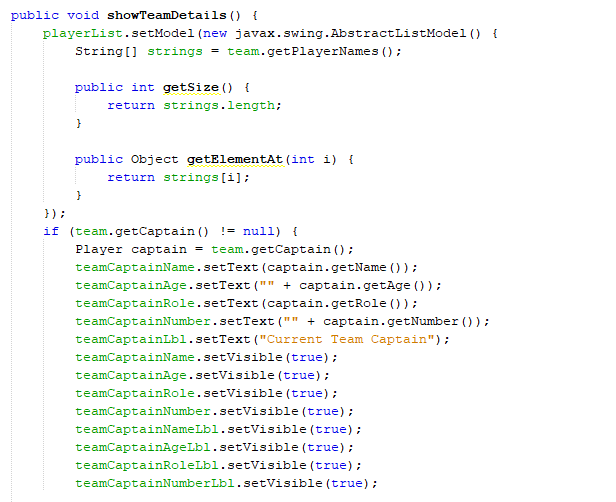 public void showTeamDetails() {
    playerList.setModel(new javax.swing.AbstractListModel() {
        String[] strings = team.getPlayerNames();

        public int getSize() {
            return strings.length;
        }

        public Object getElementAt(int i) {
            return strings[i];
        }
    });
    if (team.getCaptain() != null) {
        Player captain = team.getCaptain();
        teamCaptainName.setText(captain.getName());
        teamCaptainAge.setText("" + captain.getAge());
        teamCaptainRole.setText(captain.getRole());
        teamCaptainNumber.setText("" + captain.getNumber());
        teamCaptainLbl.setText("Current Team Captain");
        teamCaptainName.setVisible(true);
        teamCaptainAge.setVisible(true);
        teamCaptainRole.setVisible(true);
        teamCaptainNumber.setVisible(true);
        teamCaptainNameLbl.setVisible(true);
        teamCaptainAgeLbl.setVisible(true);
        teamCaptainRoleLbl.setVisible(true);
        teamCaptainNumberLbl.setVisible(true);